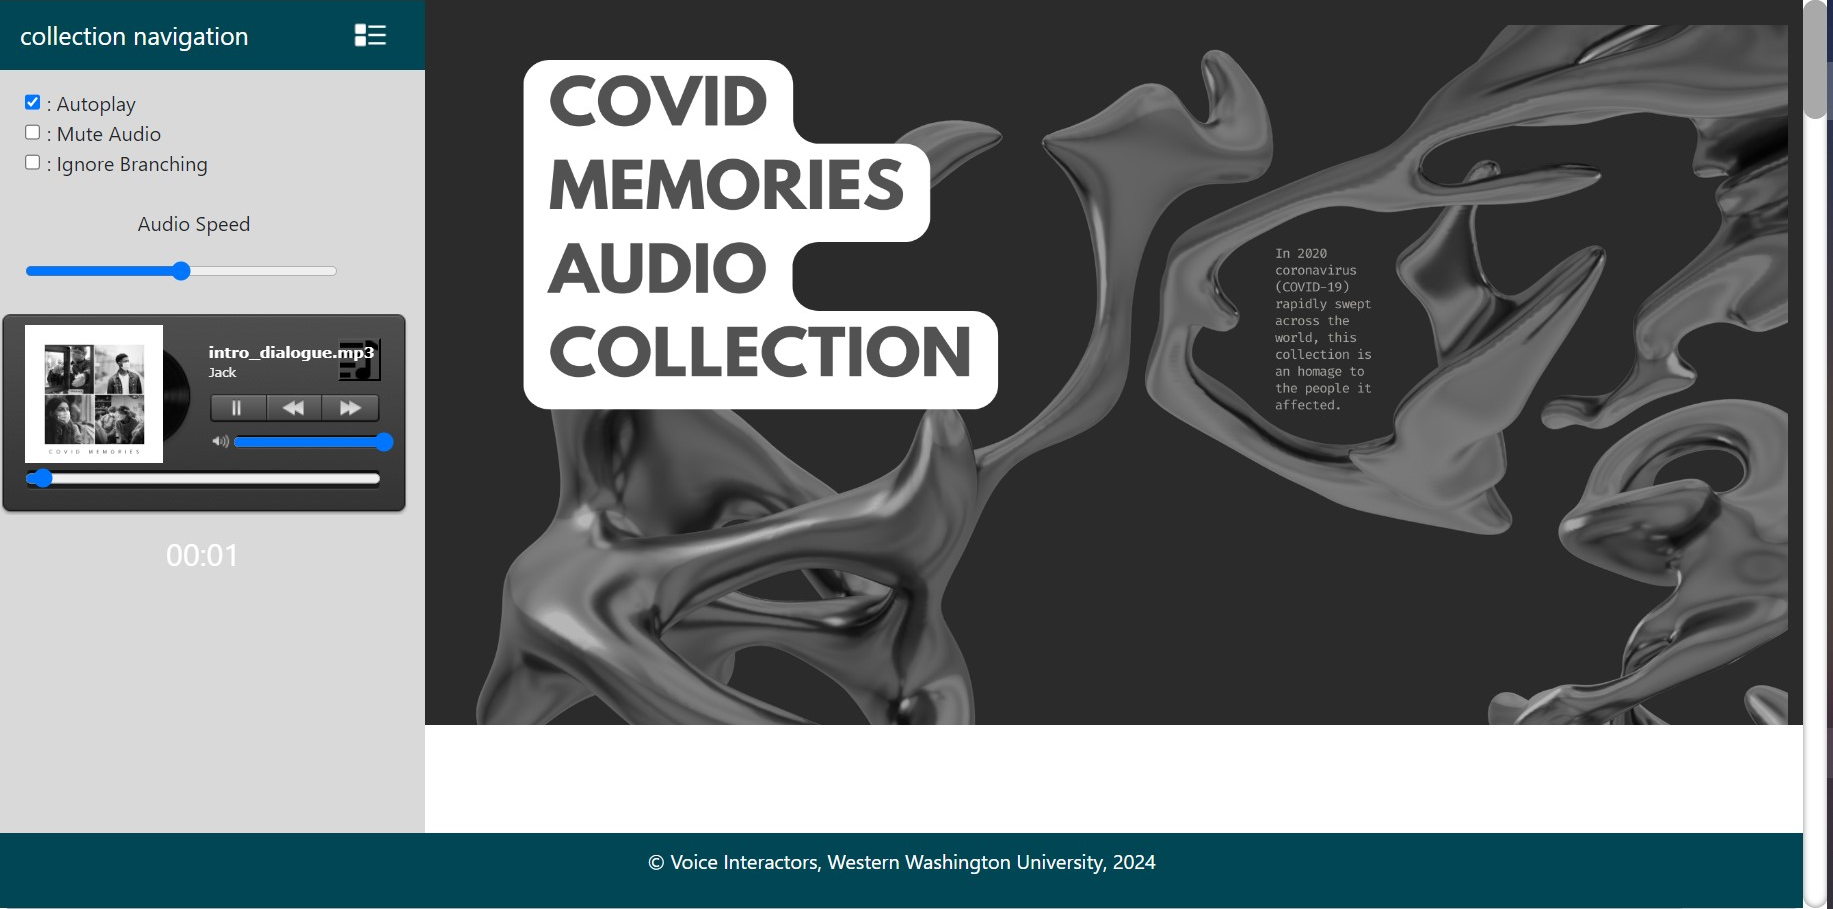 collection navigation
: Autoplay
: Mute Audio
: Ignore Branching
Audio Speed
intro_dialogue.mp3
Jack
COVID MEMORIES
00:01
COVID
MEMORIES
AUDIO
COLLECTION
In 2020
coronavirus
(COVID-19)
rapidly swept
across the
world, this
collection is
an homage to
the people it
affected.
© Voice Interactors, Western Washington University, 2024